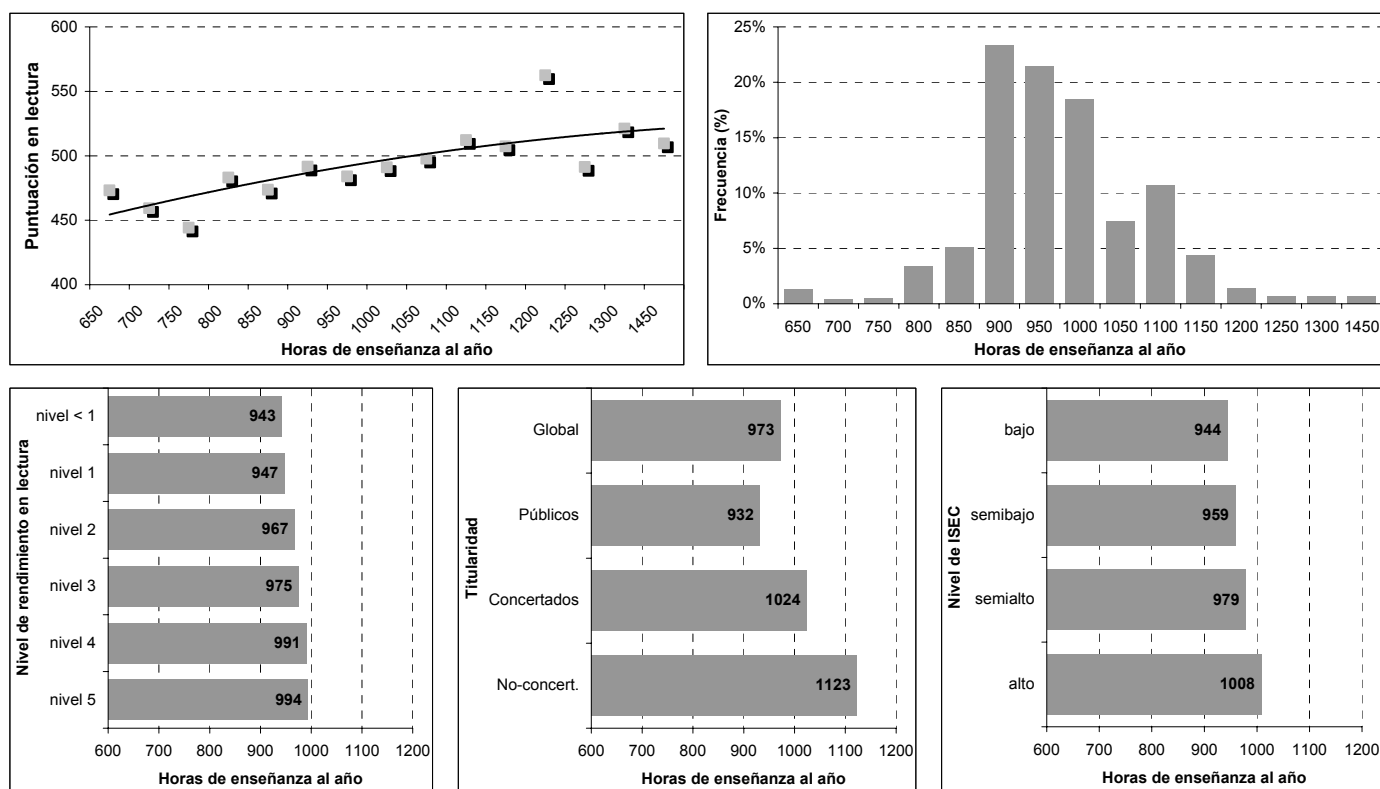 600
550
500
450
400
Puntuación en lectura
650 700 750 800 850 900 950 1000 1050 1100 1150 1200 1250 1300 1450
Horas de enseñanza al año
25%
20%
15%
10%
5%
0%
Frecuencia (%)
650 700 750 800 850 900 950 1000 1050 1100 1150 1200 1250 1300 1450
Horas de enseñanza al año
Nivel de rendimiento en lectura
nivel < 1 943
nivel 1 947
nivel 2 967
nivel 3 975
nivel 4 991
nivel 5 994
600 700 800 900 1000 1100 1200
Horas de enseñanza al año
Titularidad
Global 973
Públicos 932
Concertados 1024
No-concert. 1123
600 700 800 900 1000 1100 1200
Horas de enseñanza al año
Nivel de ISEC
bajo 944
semibajo 959
semialto 979
alto 1008
600 700 800 900 1000 1100 1200
Horas de enseñanza al año